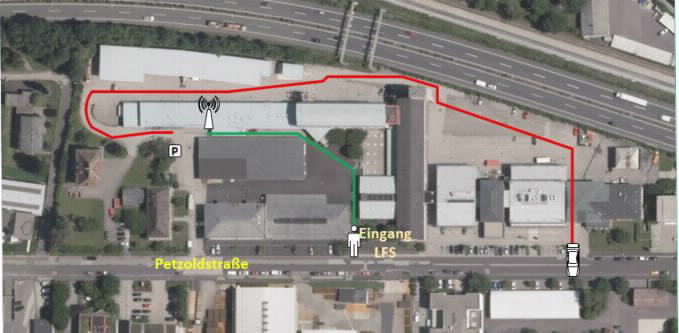 P
Eingang
LFS
Petzoldstraße